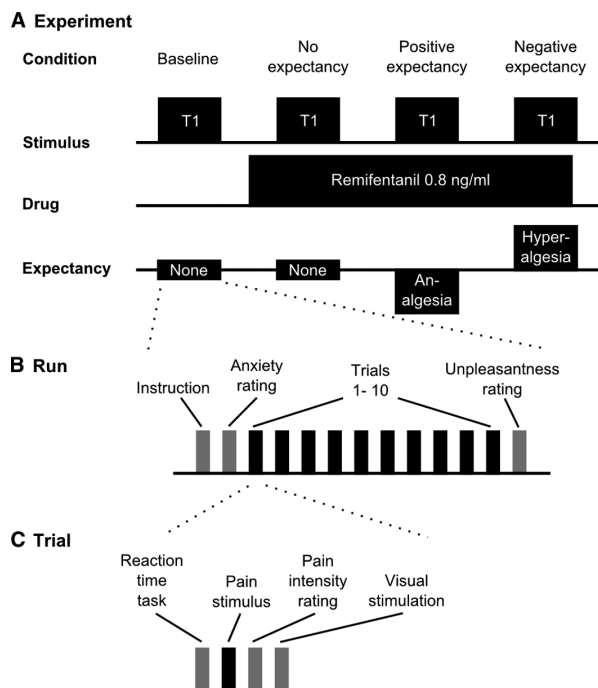 A Experiment
Condition Baseline No expectancy Positive expectancy Negative expectancy
T1 T1 T1 T1
Stimulus
Remifentanil 0.8 ng/ml
Drug
Hyper-
algesia
Expectancy None None
An-
algesia
B Run
Instruction Anxiety rating Trials 1- 10 Unpleasantness rating
C Trial
Reaction time task Pain stimulus Pain intensity rating Visual stimulation